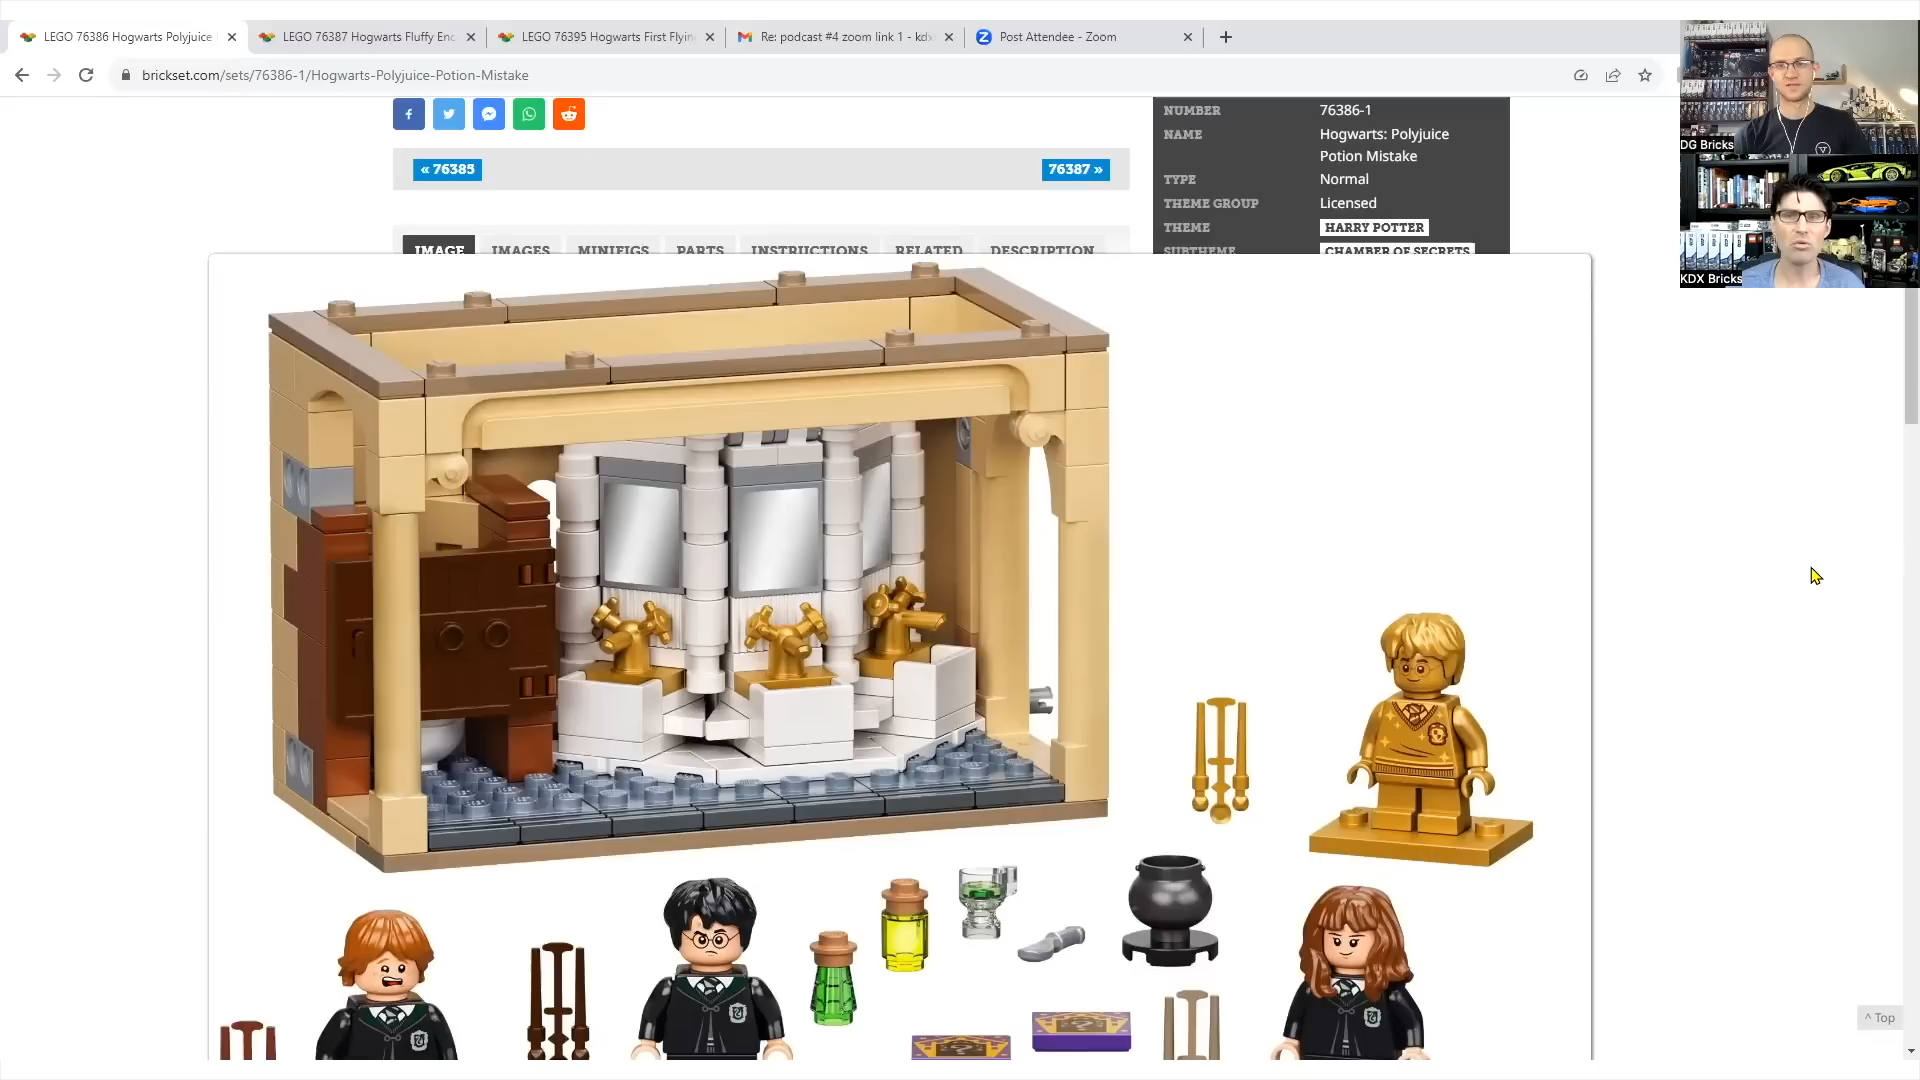 LEGO 76386 Hogwarts Polyjuice
LEGO 76387 Hogwarts Fluffy Enc
LEGO 76395 Hogwarts First Flyin
Re: podcast #4 zoom link 1 - kdx
Post Attendee - Zoom
brickset.com/sets/76386-1/Hogwarts-Polyjuice-Potion-Mistake
« 76385
76387 »
IMAGE IMAGES MINIFIGS PARTS INSTRUCTIONS RELATED DESCRIPTION
NUMBER 76386-1
NAME Hogwarts: Polyjuice
Potion Mistake
TYPE Normal
THEME GROUP Licensed
THEME HARRY POTTER
SUBTHEME CHAMBER OF SECRETS
DG Bricks
KDX Bricks
^ Top